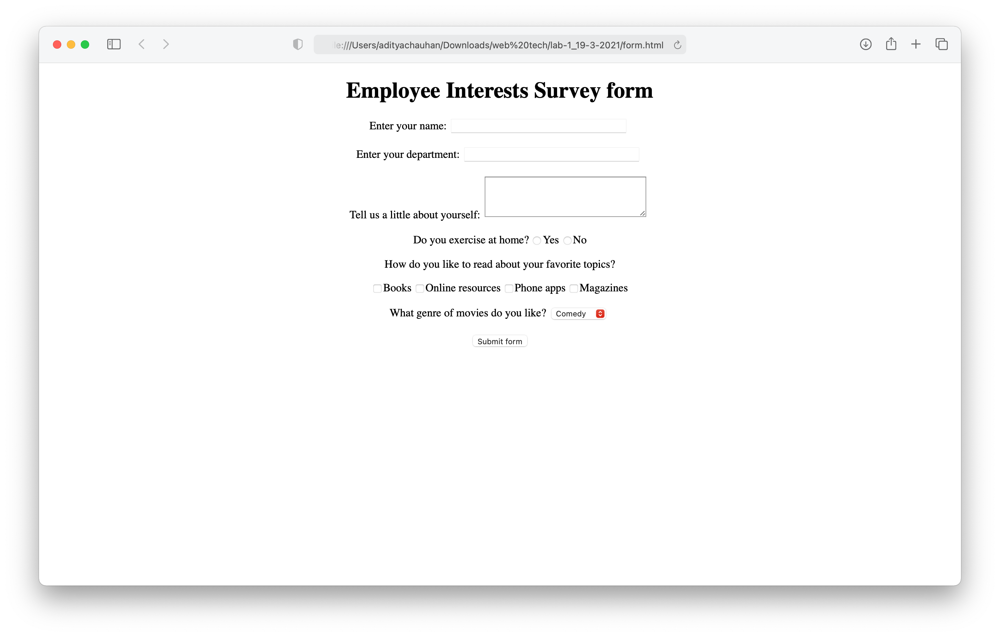 le:///Users/adityachauhan/Downloads/web%20tech/lab-1_19-3-2021/form.html
Employee Interests Survey form
Enter your name:
Enter your department:
Tell us a little about yourself:
Do you exercise at home? Yes No
How do you like to read about your favorite topics?
Books Online resources Phone apps Magazines
What genre of movies do you like? Comedy
Submit form